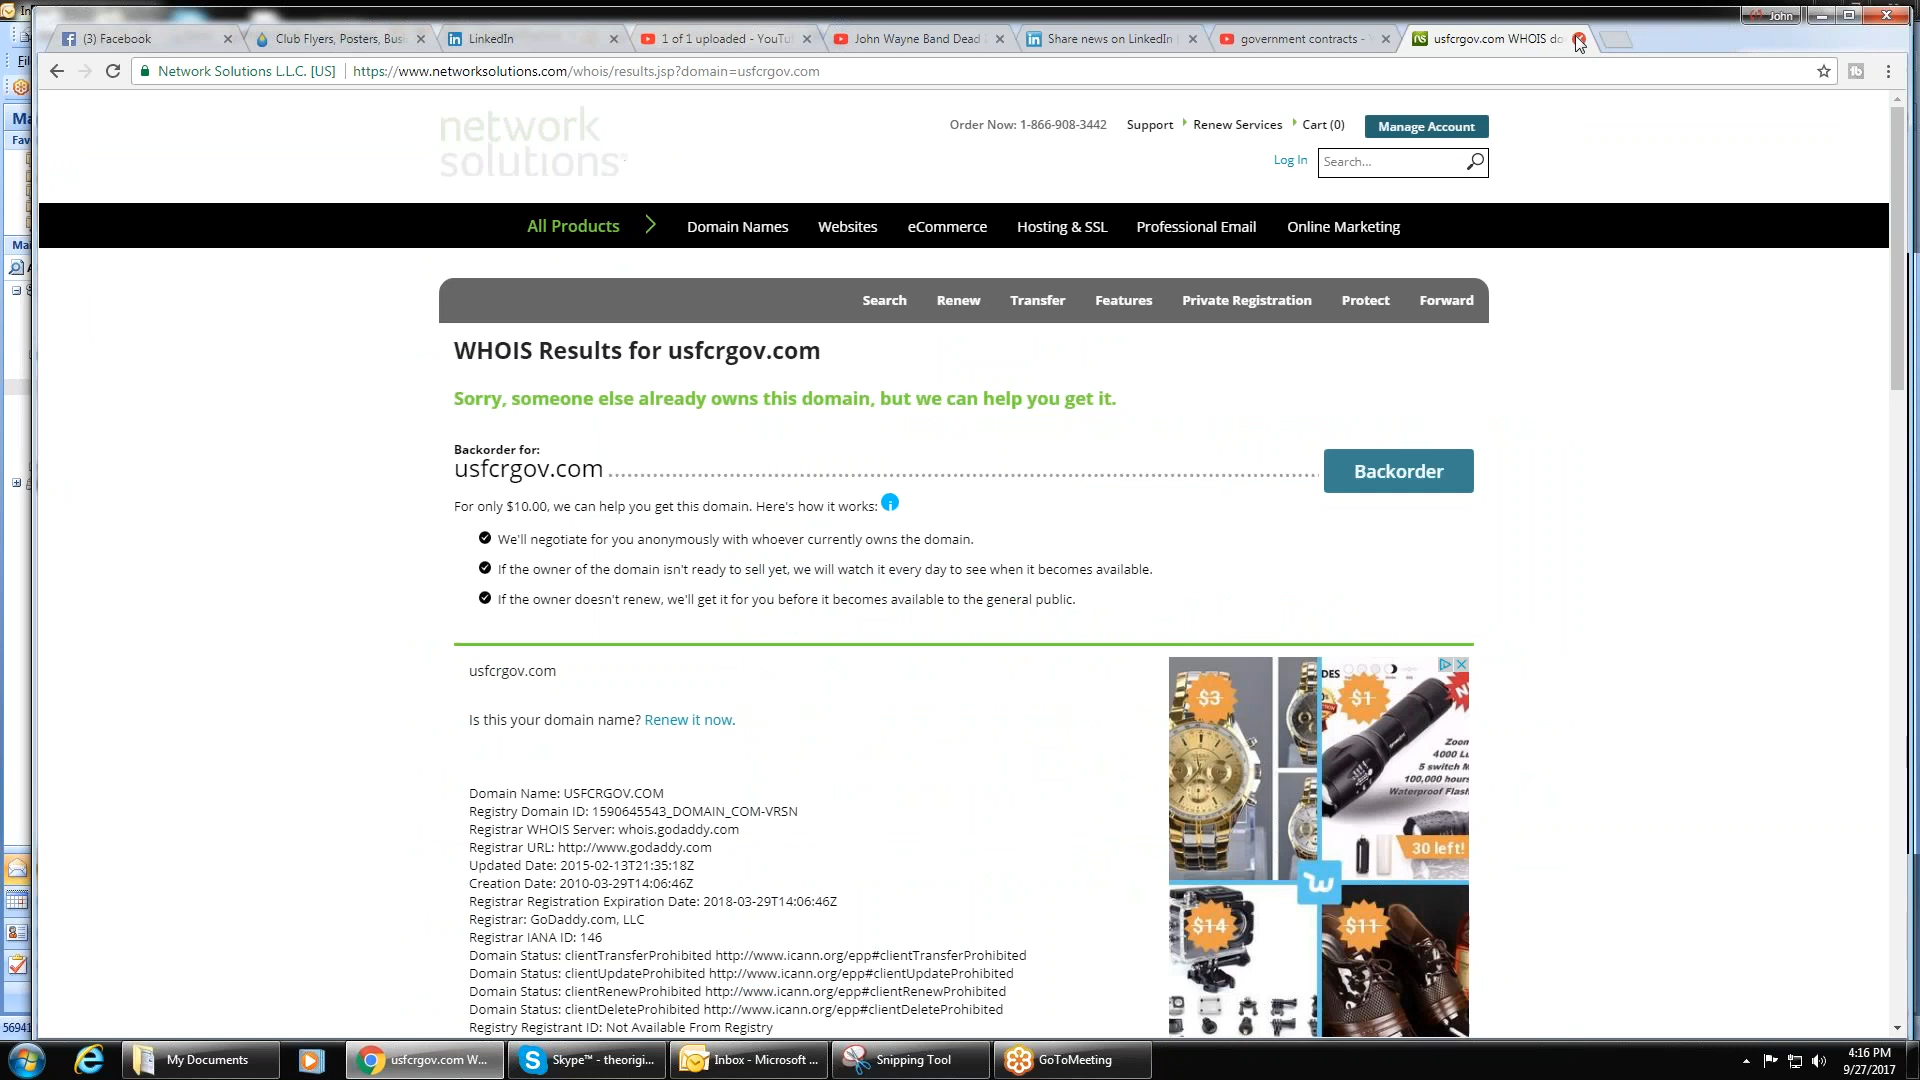 John
(3) Facebook
Club Flyers, Posters, Bus
LinkedIn
1 of 1 uploaded - YouTu
John Wayne Band Dead
Share news on LinkedIn
government contracts -
usfcrgov.com WHOIS do
Network Solutions L.L.C. [US]
https://www.networksolutions.com/whois/results.jsp?domain=usfcrgov.com
network
solutions
Order Now: 1-866-908-3442 Support Renew Services Cart (0) Manage Account
Log In Search...
All Products Domain Names Websites eCommerce Hosting & SSL Professional Email Online Marketing
Search Renew Transfer Features Private Registration Protect Forward
WHOIS Results for usfcrgov.com
Sorry, someone else already owns this domain, but we can help you get it.
Backorder for:
usfcrgov.com
Backorder
For only $10.00, we can help you get this domain. Here's how it works:
We'll negotiate for you anonymously with whoever currently owns the domain.
If the owner of the domain isn't ready to sell yet, we will watch it every day to see when it becomes available.
If the owner doesn't renew, we'll get it for you before it becomes available to the general public.
usfcrgov.com
Is this your domain name? Renew it now.
Domain Name: USFCRGOV.COM
Registry Domain ID: 1590645543_DOMAIN_COM-VRSN
Registrar WHOIS Server: whois.godaddy.com
Registrar URL: http://www.godaddy.com
Updated Date: 2015-02-13T21:35:18Z
Creation Date: 2010-03-29T14:06:46Z
Registrar Registration Expiration Date: 2018-03-29T14:06:46Z
Registrar: GoDaddy.com, LLC
Registrar IANA ID: 146
Domain Status: clientTransferProhibited http://www.icann.org/epp#clientTransferProhibited
Domain Status: clientUpdateProhibited http://www.icann.org/epp#clientUpdateProhibited
Domain Status: clientRenewProhibited http://www.icann.org/epp#clientRenewProhibited
Domain Status: clientDeleteProhibited http://www.icann.org/epp#clientDeleteProhibited
Registry Registrant ID: Not Available From Registry
$3
$1
DES
Zoom
4000 Lu
5 switch M
100,000 hours
Waterproof Flash
30 left!
$14
$11
Ma
Fav
Mai
56941
My Documents
usfcrgov.com W...
Skype™ - theorigi...
Inbox - Microsoft ...
Snipping Tool
GoToMeeting
4:16 PM
9/27/2017